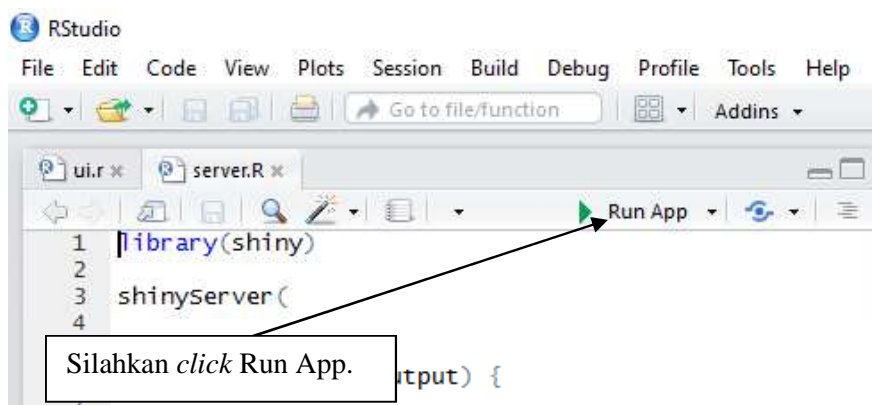 RStudio
File Edit Code View Plots Session Build Debug Profile Tools Help
Go to file/function Addins
ui.r server.R
Run App
1 library(shiny)
2
3 shinyServer(
4
Silahkan click Run App.
utput) {